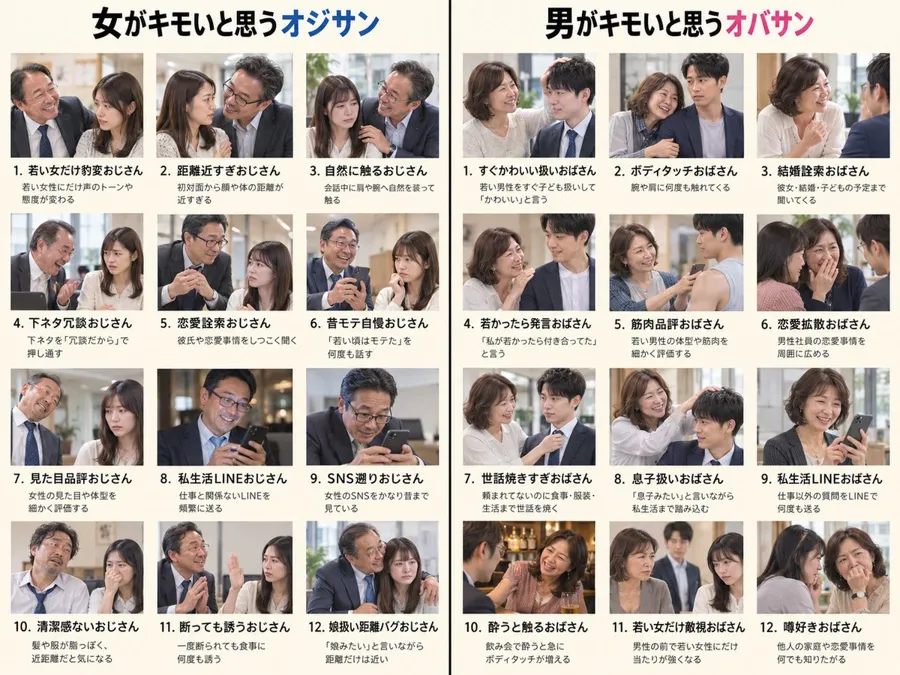 女がキモいと思うオジサン
1. 若い女だけ豹変おじさん
若い女性にだけ声のトーンや
態度が変わる
2. 距離近すぎおじさん
初対面から顔や体の距離が
近すぎる
3. 自然に触るおじさん
会話中に肩や腕へ自然を装って
触る
4. 下ネタ冗談おじさん
下ネタを「冗談だから」で
押し通す
5. 恋愛詮索おじさん
彼氏や恋愛事情をしつこく聞く
6. 昔モテ自慢おじさん
「若い頃はモテた」を
何度も話す
7. 見た目品評おじさん
女性の見た目や体型を
細かく評価する
8. 私生活LINEおじさん
仕事と関係ないLINEを
頻繁に送る
9. SNS遡りおじさん
女性のSNSをかなり昔まで
見ている
10. 清潔感ないおじさん
髪や服が脂っぽく、
近距離だと気になる
11. 断っても誘うおじさん
一度断られても食事に
何度も誘う
12. 娘扱い距離バグおじさん
「娘みたい」と言いながら
距離だけは近い
男がキモいと思うオバサン
1. すぐかわいい扱いおばさん
若い男性をすぐ子ども扱いして
「かわいい」と言う
2. ボディタッチおばさん
腕や肩に何度も触れてくる
3. 結婚詮索おばさん
彼女・結婚・子どもの予定まで
聞いてくる
4. 若かったら発言おばさん
「私が若かったら付き合ってた」
と言う
5. 筋肉品評おばさん
若い男性の体型や筋肉を
細かく評価する
6. 恋愛拡散おばさん
男性社員の恋愛事情を
周囲に広める
7. 世話焼きすぎおばさん
頼まれてないのに食事・服装・
生活まで世話を焼く
8. 息子扱いおばさん
「息子みたい」と言いながら
私生活まで踏み込む
9. 私生活LINEおばさん
仕事以外の質問をLINEで
何度も送る
10. 酔うと触るおばさん
飲み会で酔うと急に
ボディタッチが増える
11. 若い女だけ敵視おばさん
男性の前で若い女性にだけ
当たりが強くなる
12. 噂好きおばさん
他人の家庭や恋愛事情を
何でも知りたがる